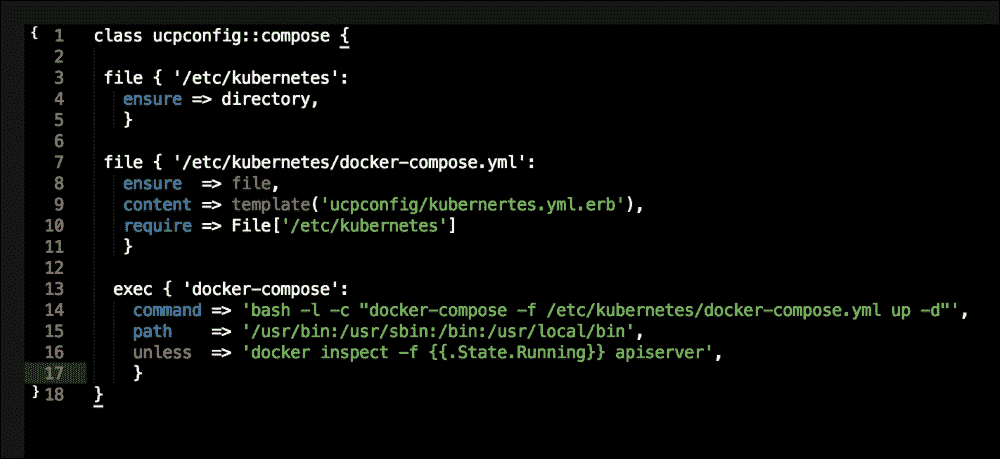 { 1 class ucpconfig::compose {
2
3 file { '/etc/kubernetes':
4 ensure => directory,
5 }
6
7 file { '/etc/kubernetes/docker-compose.yml':
8 ensure  => file,
9 content => template('ucpconfig/kubernertes.yml.erb'),
10 require => File['/etc/kubernetes']
11 }
12
13 exec { 'docker-compose':
14 command => 'bash -l -c "docker-compose -f /etc/kubernetes/docker-compose.yml up -d"',
15 path    => '/usr/bin:/usr/sbin:/bin:/usr/local/bin',
16 unless  => 'docker inspect -f {{.State.Running}} apiserver',
17 }
} 18 }